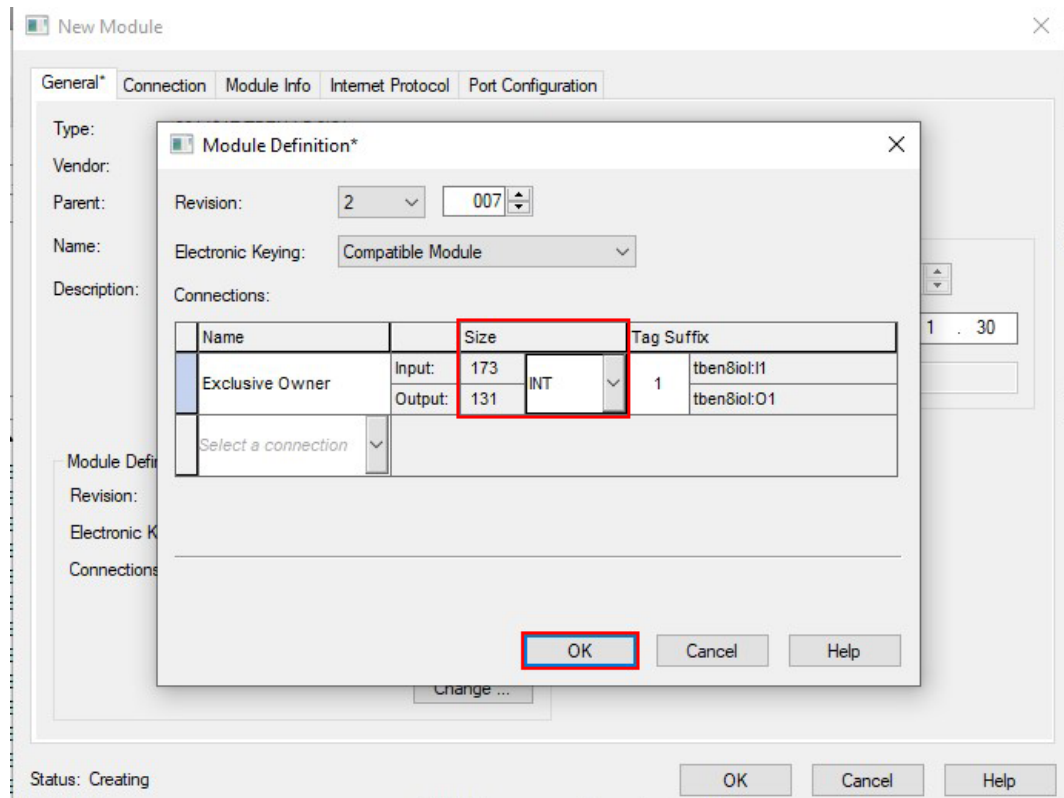 New Module
General* Connection Module Info Internet Protocol Port Configuration
Type:
Vendor:
Parent:
Name:
Description:
1 . 30
Module Definition*
Revision: 2 007
Electronic Keying: Compatible Module
Connections:
Name Size Tag Suffix
Exclusive Owner Input: 173 INT 1 tben8iol:I1
Output: 131 tben8iol:O1
Select a connection
OK Cancel Help
Module Defi
Revision:
Electronic K
Connections
Change ...
Status: Creating OK Cancel Help